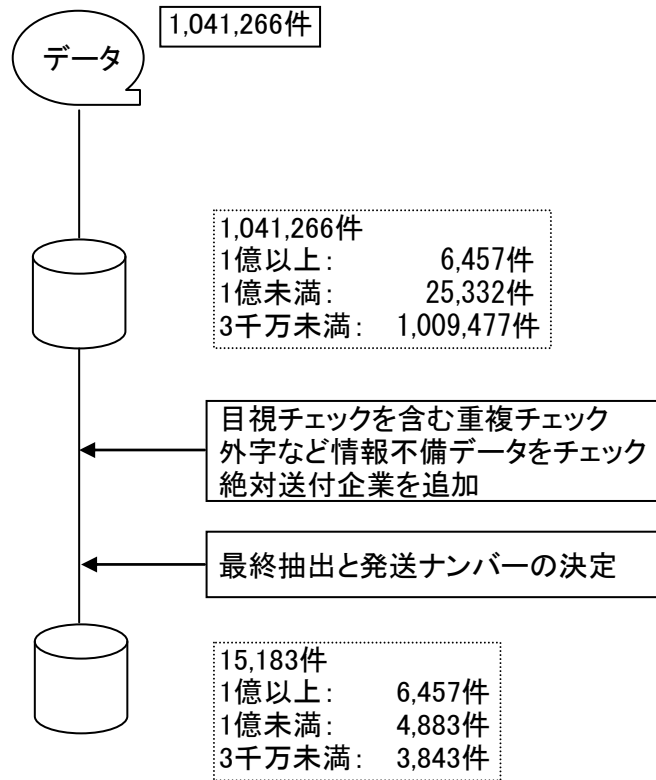 データ
1,041,266件
1,041,266件
1億以上: 6,457件
1億未満: 25,332件
3千万未満: 1,009,477件
目視チェックを含む重複チェック
外字など情報不備データをチェック
絶対送付企業を追加
最終抽出と発送ナンバーの決定
15,183件
1億以上: 6,457件
1億未満: 4,883件
3千万未満: 3,843件